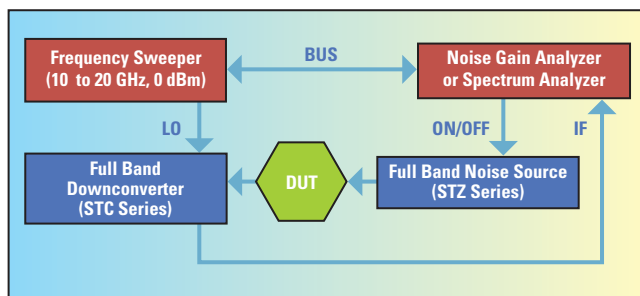 Frequency Sweeper
(10 to 20 GHz, 0 dBm)
BUS
Noise Gain Analyzer
or Spectrum Analyzer
LO
ON/OFF
IF
Full Band
Downconverter
(STC Series)
DUT
Full Band Noise Source
(STZ Series)